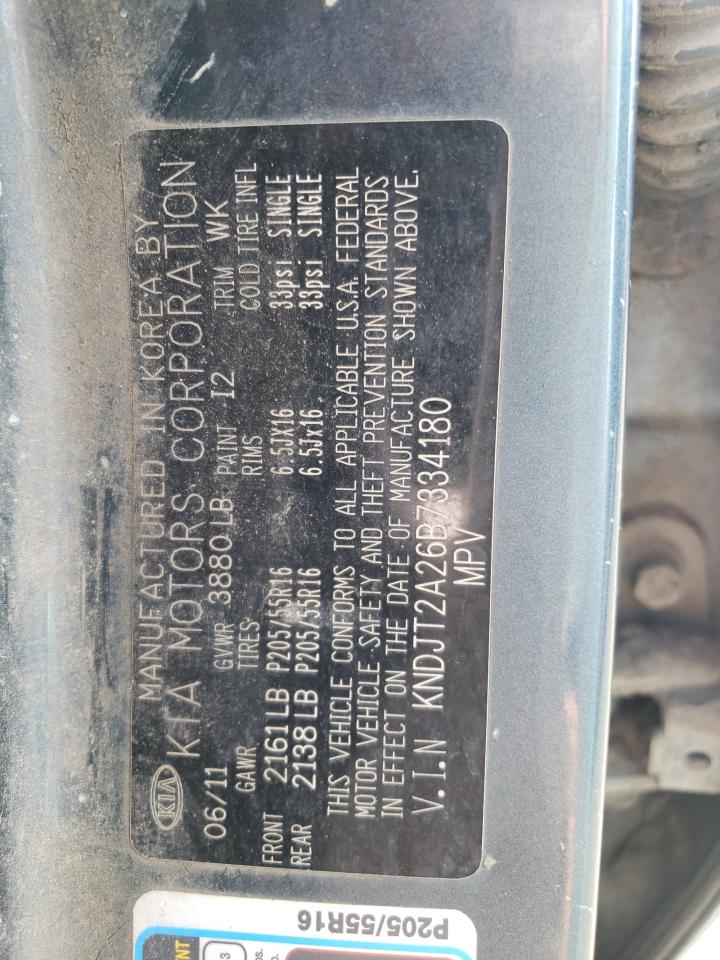 MANUFACTURED IN KOREA BY
KIA KIA MOTORS CORPORATION
06/11 GVWR 3880LB PAINT I2 TRIM WK
GAWR TIRES RIMS COLD TIRE INFL
FRONT 2161LB P205/55R16 6.5JX16 33psi SINGLE
REAR 2138LB P205/55R16 6.5Jx16 33psi SINGLE
THIS VEHICLE CONFORMS TO ALL APPLICABLE U.S.A. FEDERAL
MOTOR VEHICLE SAFETY AND THEFT PREVENTION STANDARDS
IN EFFECT ON THE DATE OF MANUFACTURE SHOWN ABOVE.
V.I.N KNDJT2A26B7334180
MPV
P205/55R16
3